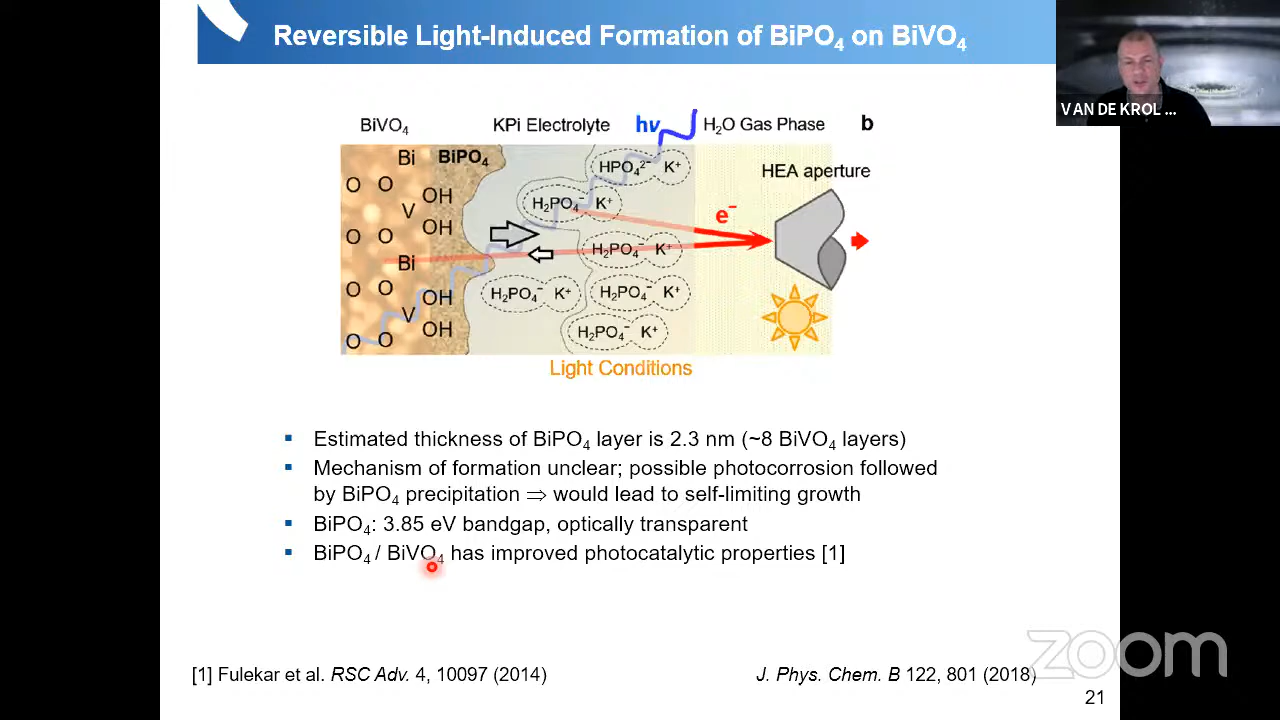 Reversible Light-Induced Formation of BiPO₄ on BiVO₄
VAN DE KROL ...
BiVO₄ KPi Electrolyte hν H₂O Gas Phase b
Bi BiPO₄ HPO₄²⁻ K⁺ HEA aperture
O O OH H₂PO₄⁻ K⁺ e⁻
V
O O OH H₂PO₄⁻ K⁺
Bi
O O OH H₂PO₄⁻ K⁺ H₂PO₄⁻ K⁺
V
O O OH H₂PO₄⁻ K⁺
Light Conditions
▪ Estimated thickness of BiPO₄ layer is 2.3 nm (~8 BiVO₄ layers)
▪ Mechanism of formation unclear; possible photocorrosion followed
by BiPO₄ precipitation ⇒ would lead to self-limiting growth
▪ BiPO₄: 3.85 eV bandgap, optically transparent
▪ BiPO₄ / BiVO₄ has improved photocatalytic properties [1]
zoom
[1] Fulekar et al. RSC Adv. 4, 10097 (2014) J. Phys. Chem. B 122, 801 (2018)
21